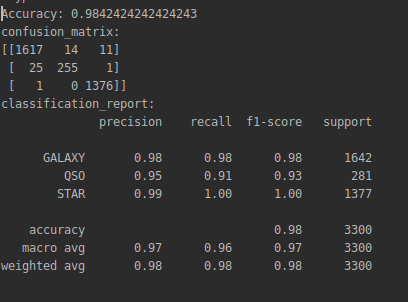 Accuracy: 0.9842424242424243
confusion_matrix:
[[1617 14 11]
[ 25 255 1]
[ 1 0 1376]]
classification_report:
precision recall f1-score support
GALAXY 0.98 0.98 0.98 1642
QSO 0.95 0.91 0.93 281
STAR 0.99 1.00 1.00 1377
accuracy 0.98 3300
macro avg 0.97 0.96 0.97 3300
weighted avg 0.98 0.98 0.98 3300